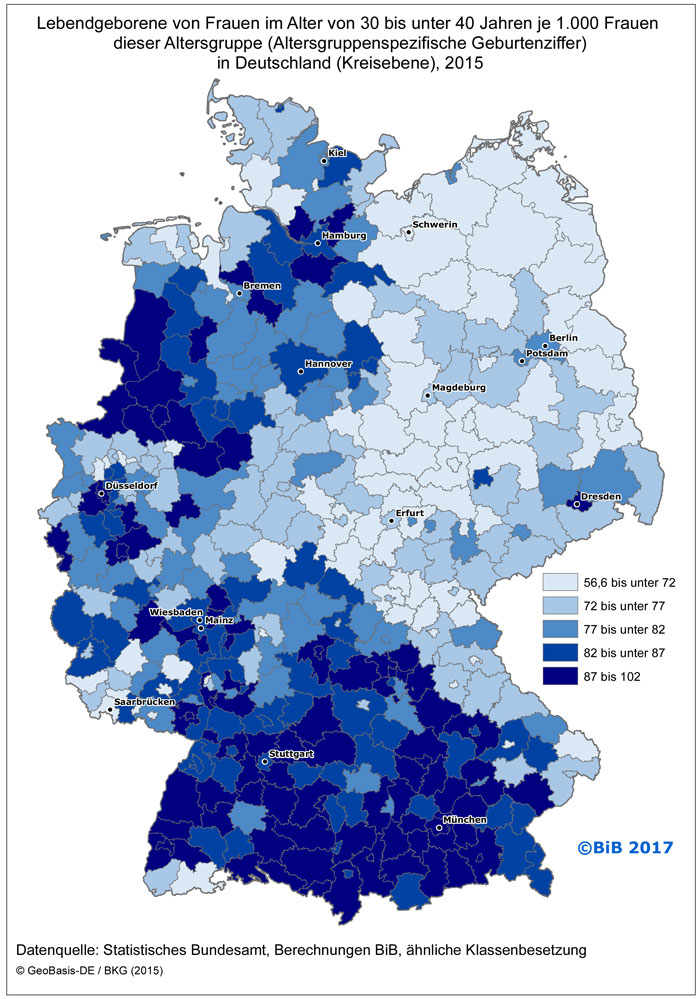 Lebendgeborene von Frauen im Alter von 30 bis unter 40 Jahren je 1.000 Frauen
dieser Altersgruppe (Altersgruppenspezifische Geburtenziffer)
in Deutschland (Kreisebene), 2015
Kiel
Schwerin
Hamburg
Bremen
Berlin
Potsdam
Hannover
Magdeburg
Düsseldorf
Dresden
Erfurt
56,6 bis unter 72
72 bis unter 77
77 bis unter 82
82 bis unter 87
87 bis 102
Wiesbaden
Mainz
Saarbrücken
Stuttgart
München
©BiB 2017
Datenquelle: Statistisches Bundesamt, Berechnungen BiB, ähnliche Klassenbesetzung
© GeoBasis-DE / BKG (2015)